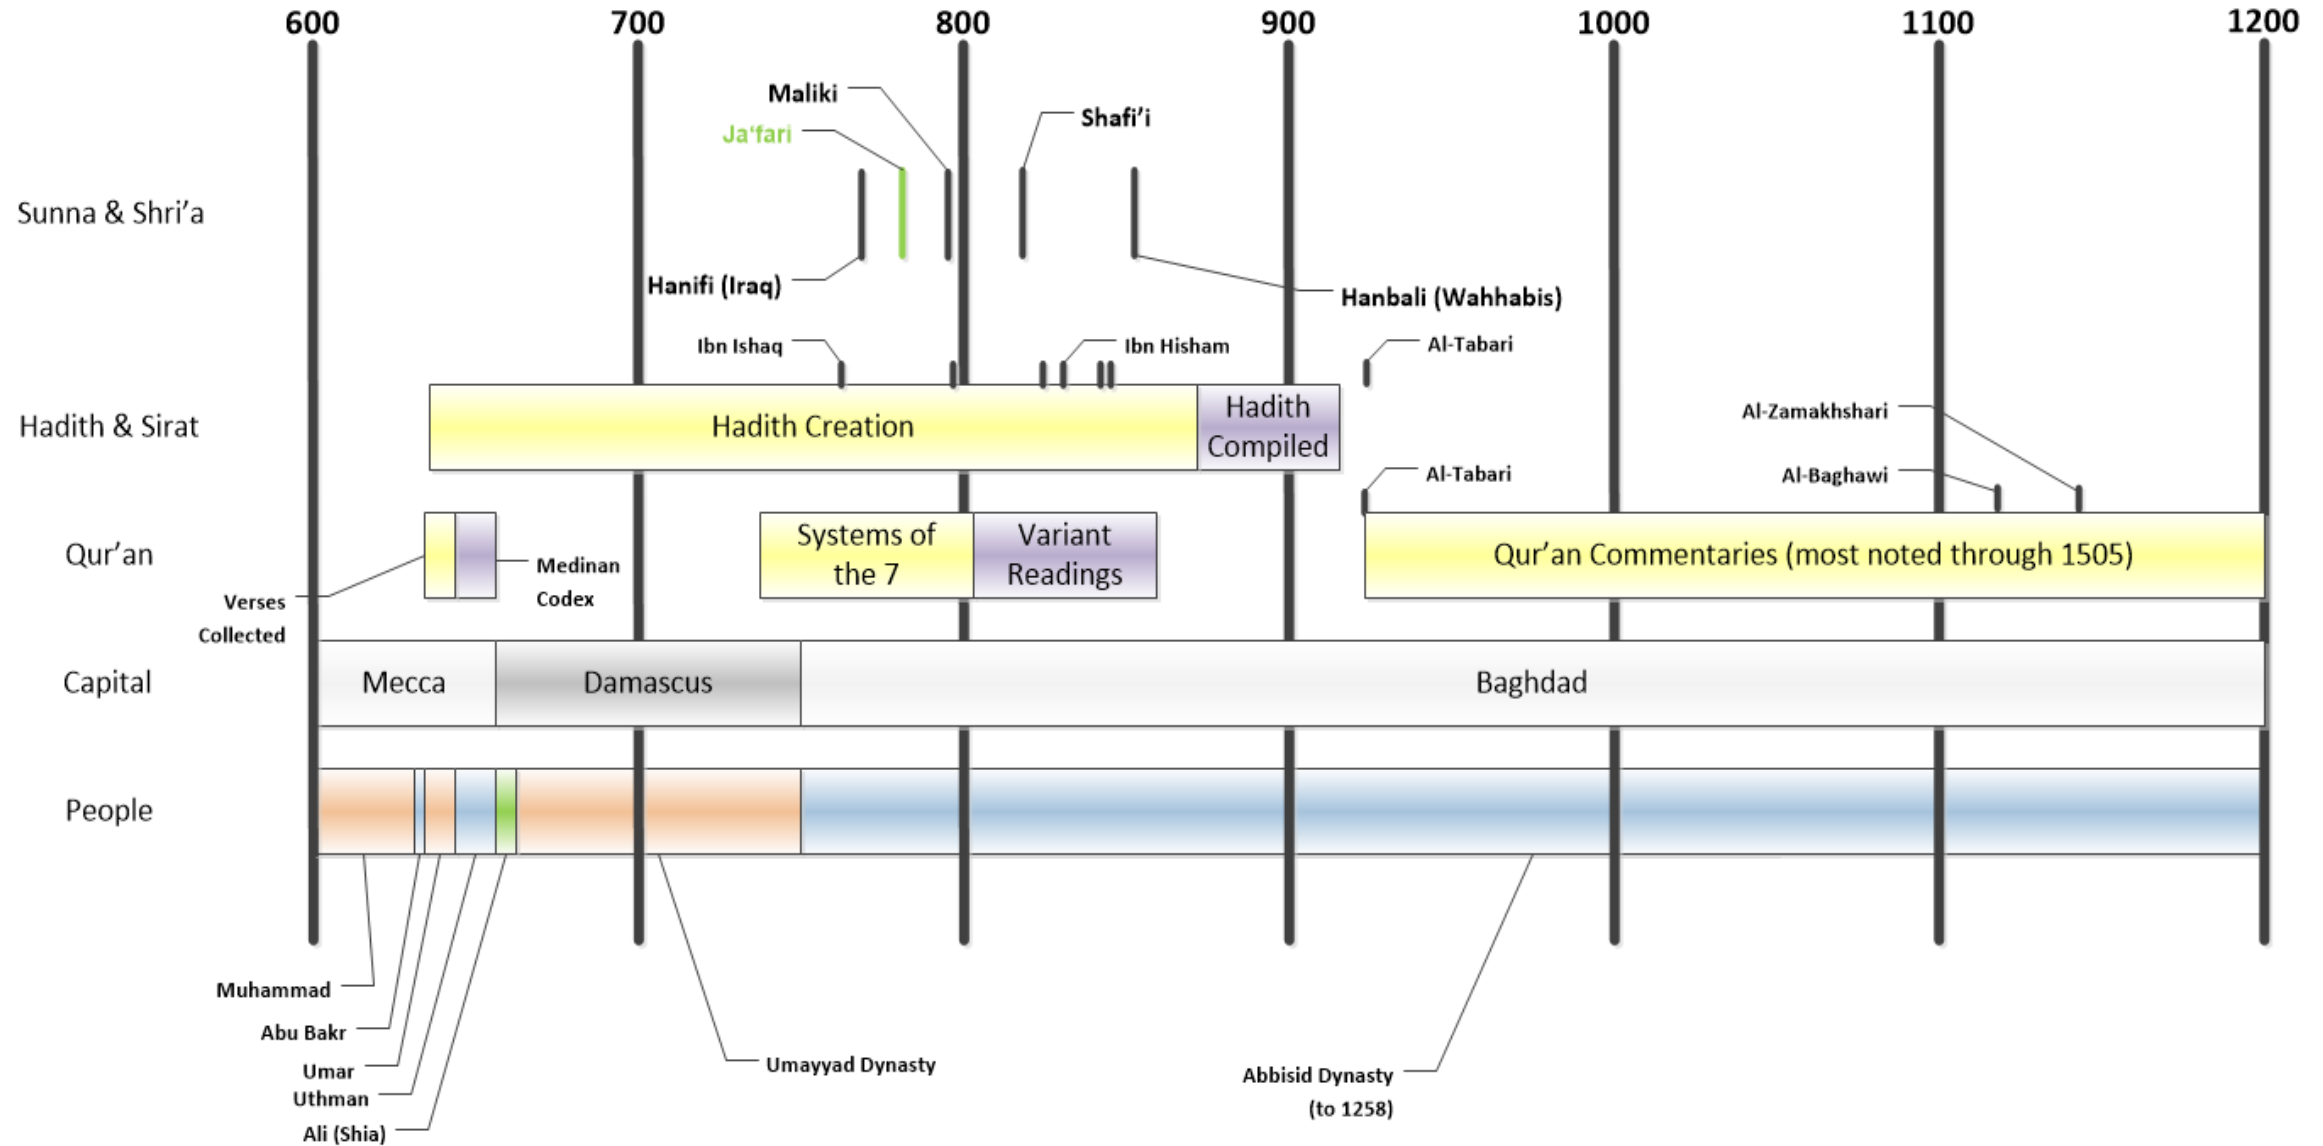 600 700 800 900 1000 1100 1200
Maliki
Shafi’i
Ja‘fari
Sunna & Shri’a
Hanifi (Iraq)
Hanbali (Wahhabis)
Ibn Ishaq
Ibn Hisham
Al-Tabari
Hadith & Sirat
Hadith Creation
Hadith
Compiled
Al-Zamakhshari
Al-Tabari
Al-Baghawi
Qur’an
Verses
Collected
Medinan
Codex
Systems of
the 7
Variant
Readings
Qur’an Commentaries (most noted through 1505)
Capital
Mecca
Damascus
Baghdad
People
Muhammad
Abu Bakr
Umar
Uthman
Ali (Shia)
Umayyad Dynasty
Abbisid Dynasty
(to 1258)